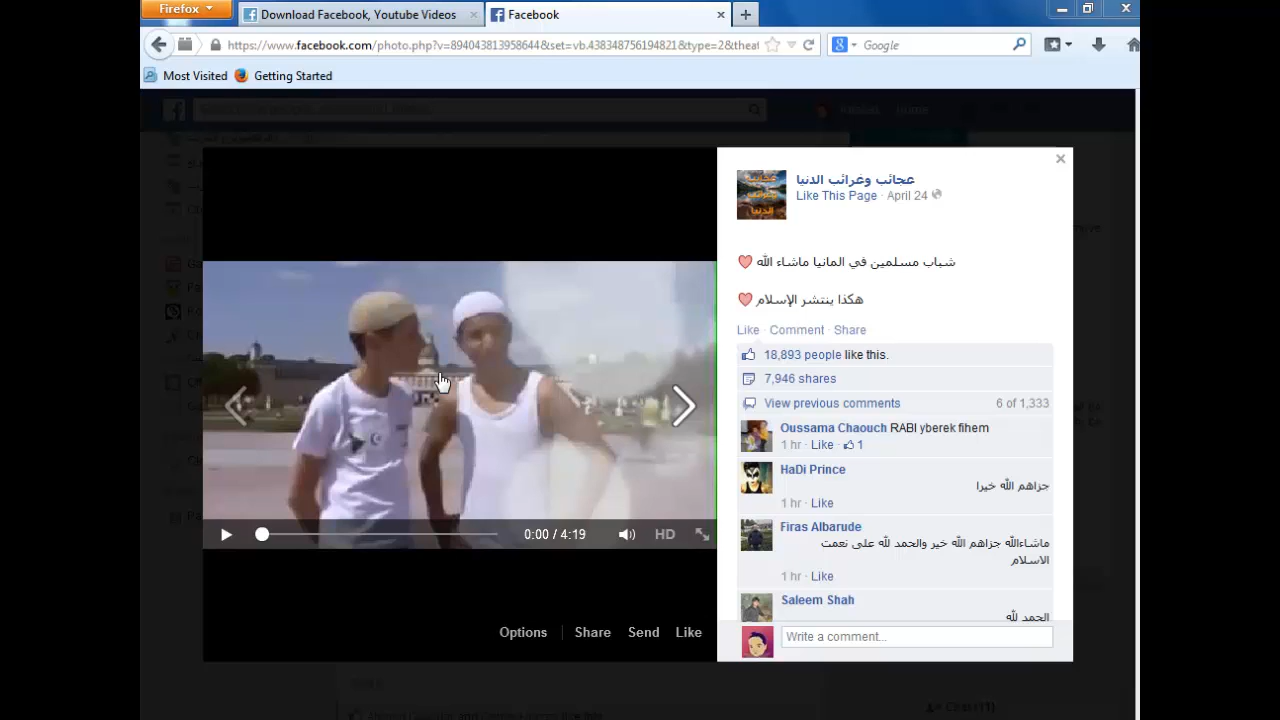 Firefox
Download Facebook, Youtube Videos
Facebook
https://www.facebook.com/photo.php?v=894043813958644&set=vb.438348756194821&type=2&theat
Google
Most Visited
Getting Started
عجائب وغرائب الدنيا
Like This Page · April 24
شباب مسلمين في المانيا ماشاء الله
هكذا ينتشر الإسلام
Like · Comment · Share
18,893 people like this.
7,946 shares
View previous comments
6 of 1,333
Oussama Chaouch RABI yberek fihem
1 hr · Like · 1
HaDi Prince
جزاهم الله خيرا
1 hr · Like
Firas Albarude
ماشاءالله جزاهم الله خير والحمد لله على نعمت
الاسلام
1 hr · Like
Saleem Shah
الحمد لله
Write a comment...
0:00 / 4:19
HD
Options
Share
Send
Like
Home
Chat (1)